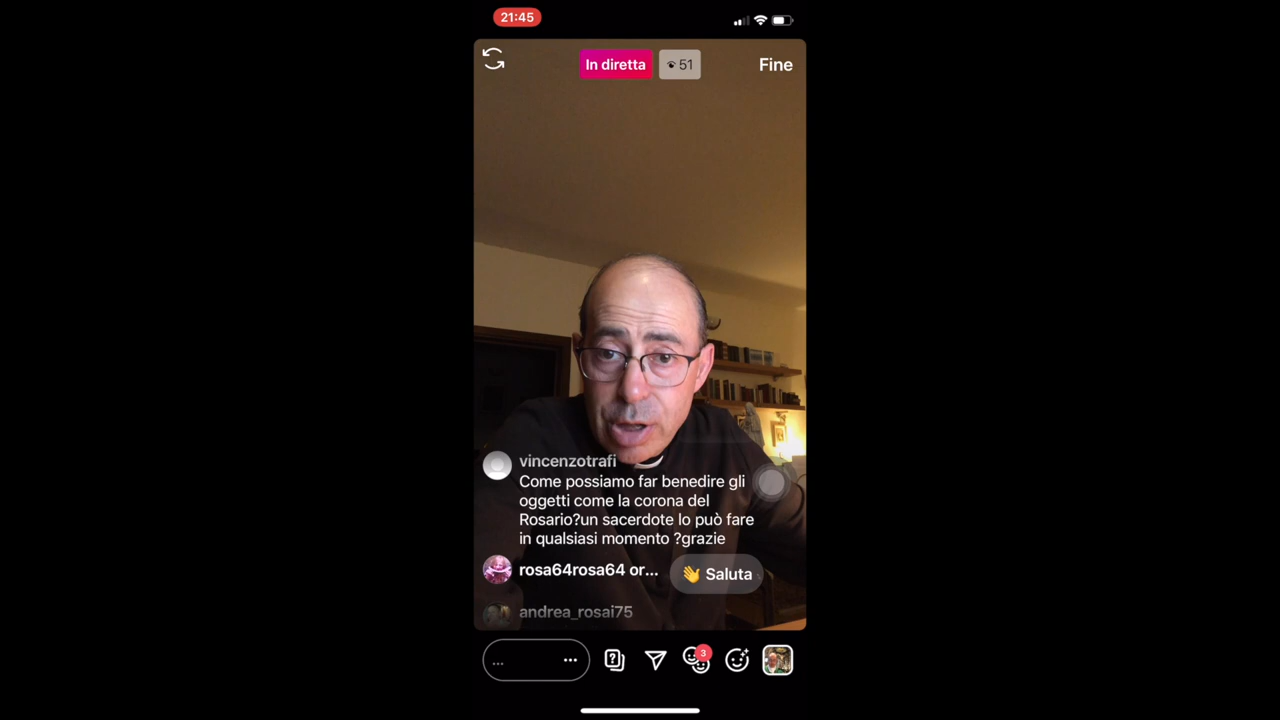 21:45
In diretta
51
Fine
vincenzotrafi
Come possiamo far benedire gli
oggetti come la corona del
Rosario?un sacerdote lo può fare
in qualsiasi momento ?grazie
rosa64rosa64 or...
👋 Saluta
andrea_rosai75
...
3